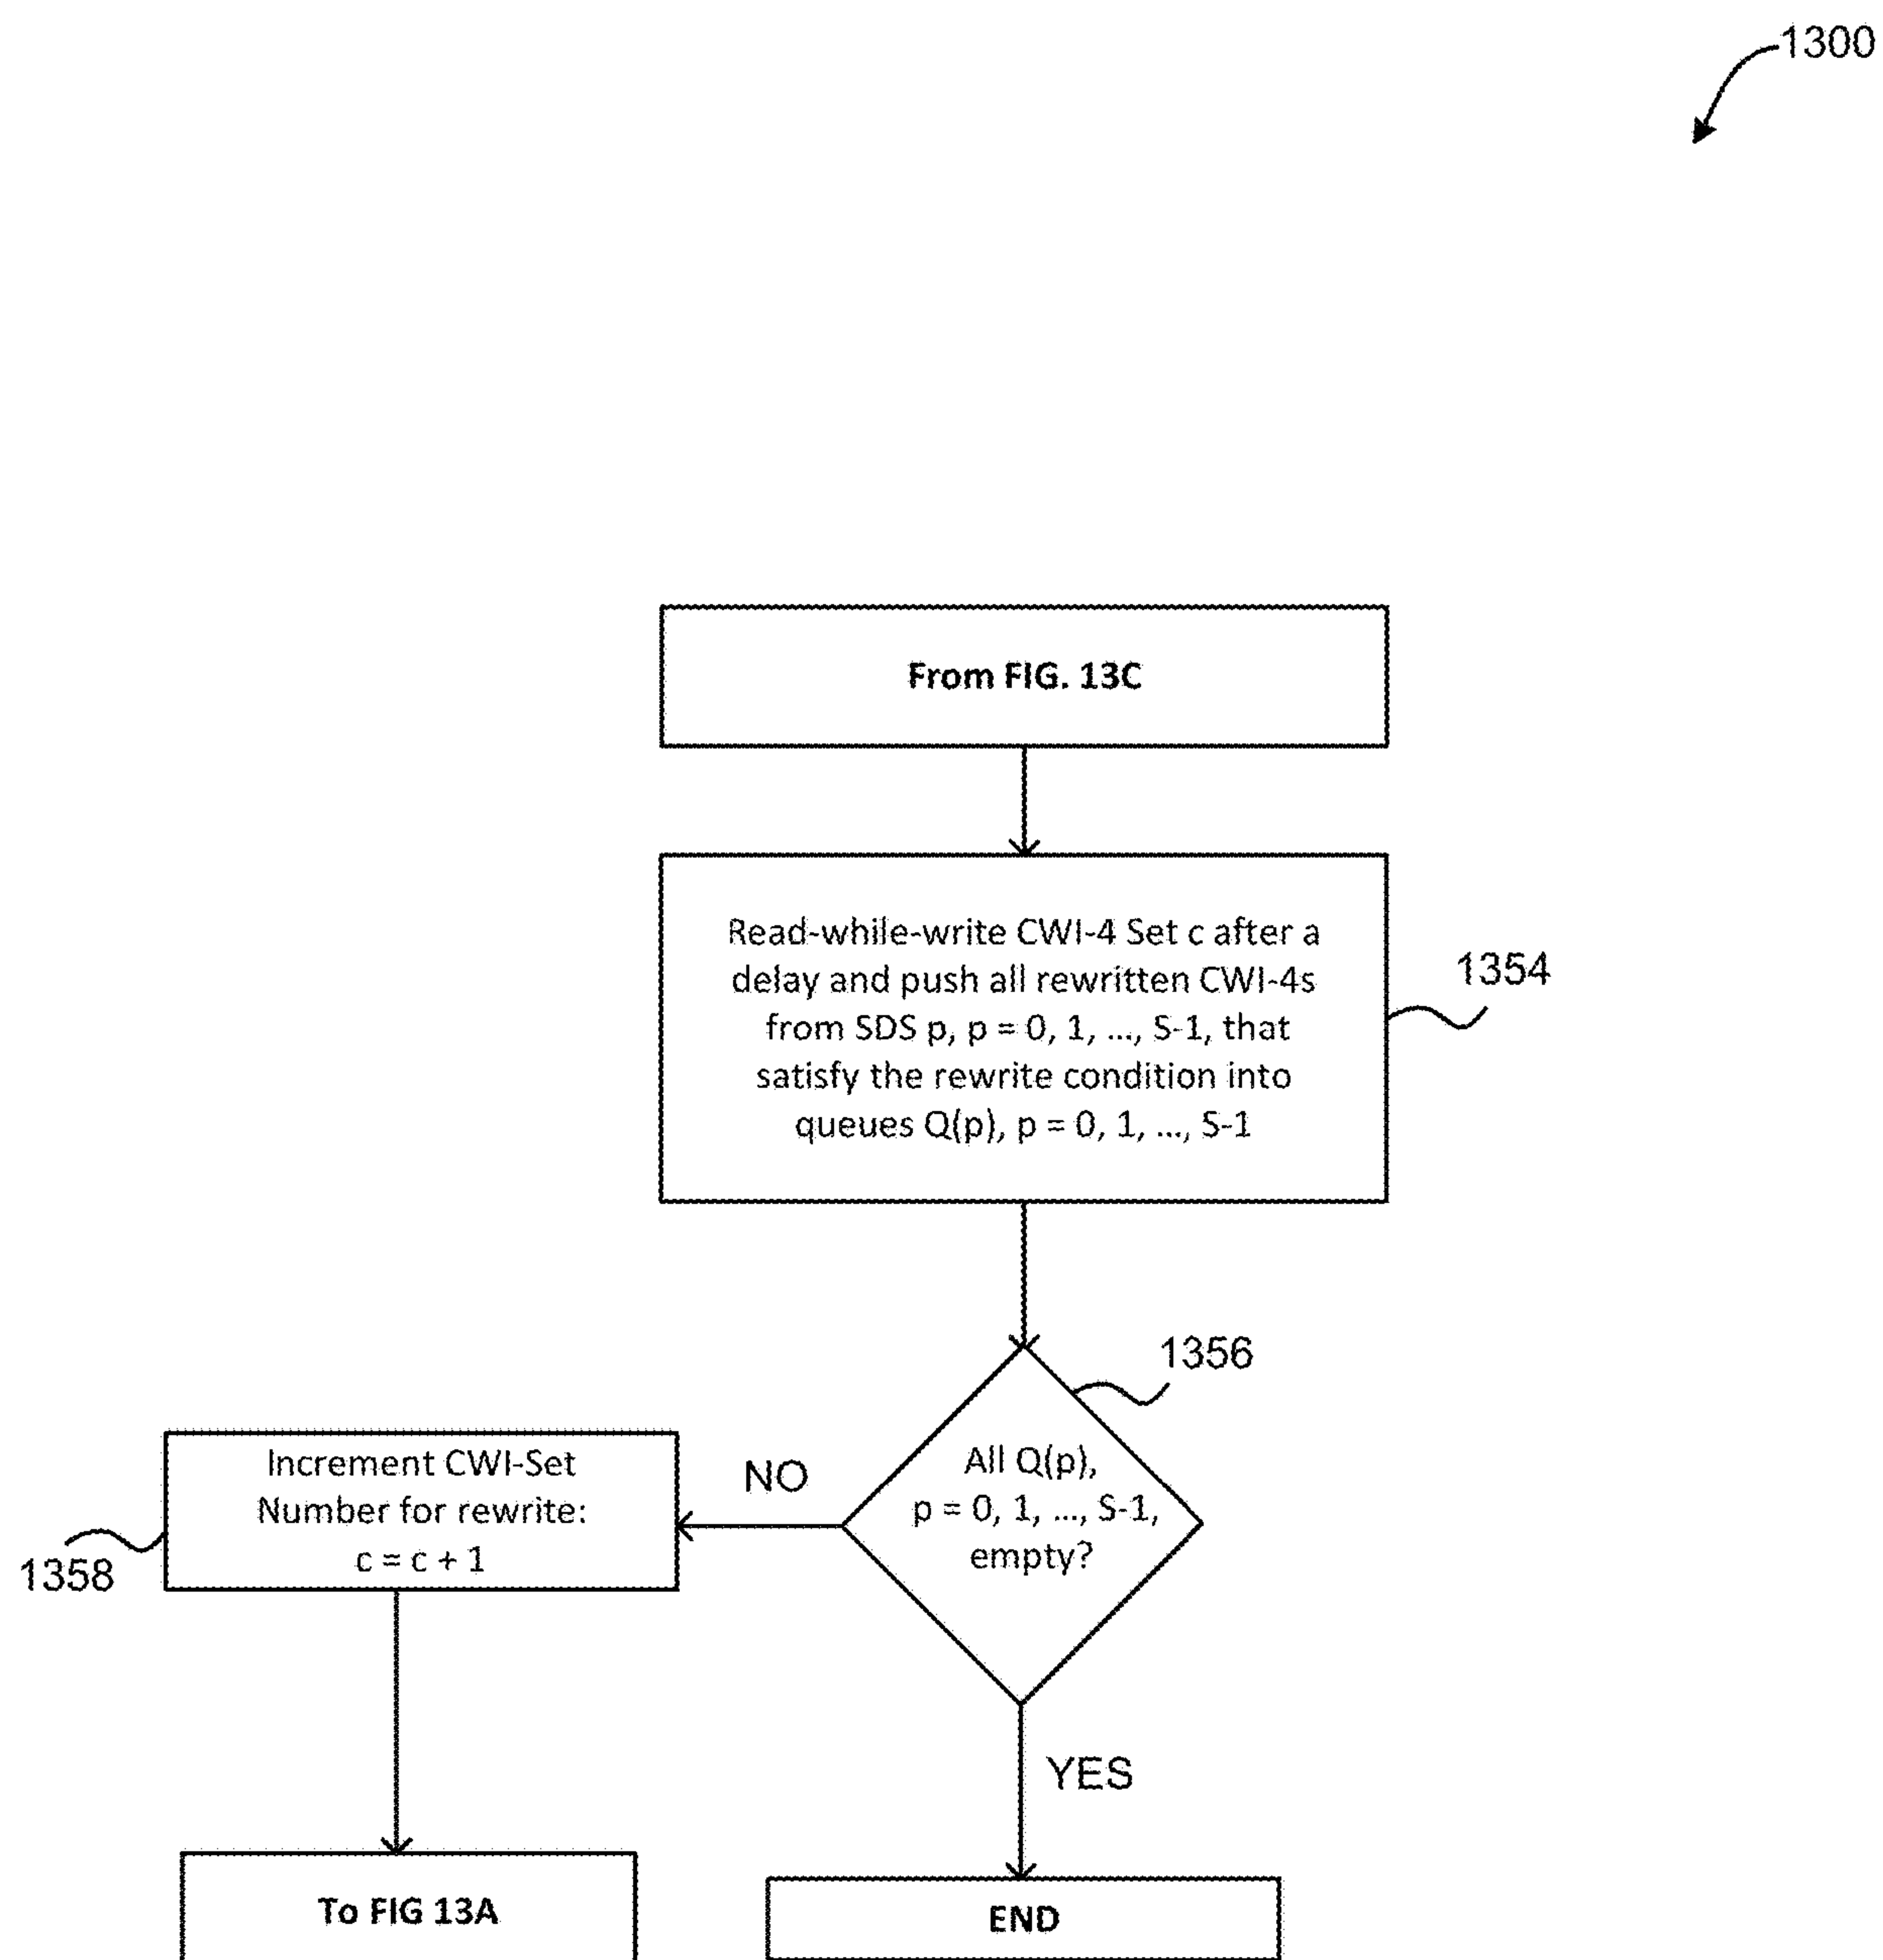 1300
From FIG. 13C
Read-while-write CWI-4 Set c after a
delay and push all rewritten CWI-4s
from SDS p, p = 0, 1, ..., S-1, that
satisfy the rewrite condition into
queues Q(p), p = 0, 1, ..., S-1
1354
1356
All Q(p),
p = 0, 1, ..., S-1,
empty?
NO
Increment CWI-Set
Number for rewrite:
c = c + 1
1358
YES
To FIG 13A
END